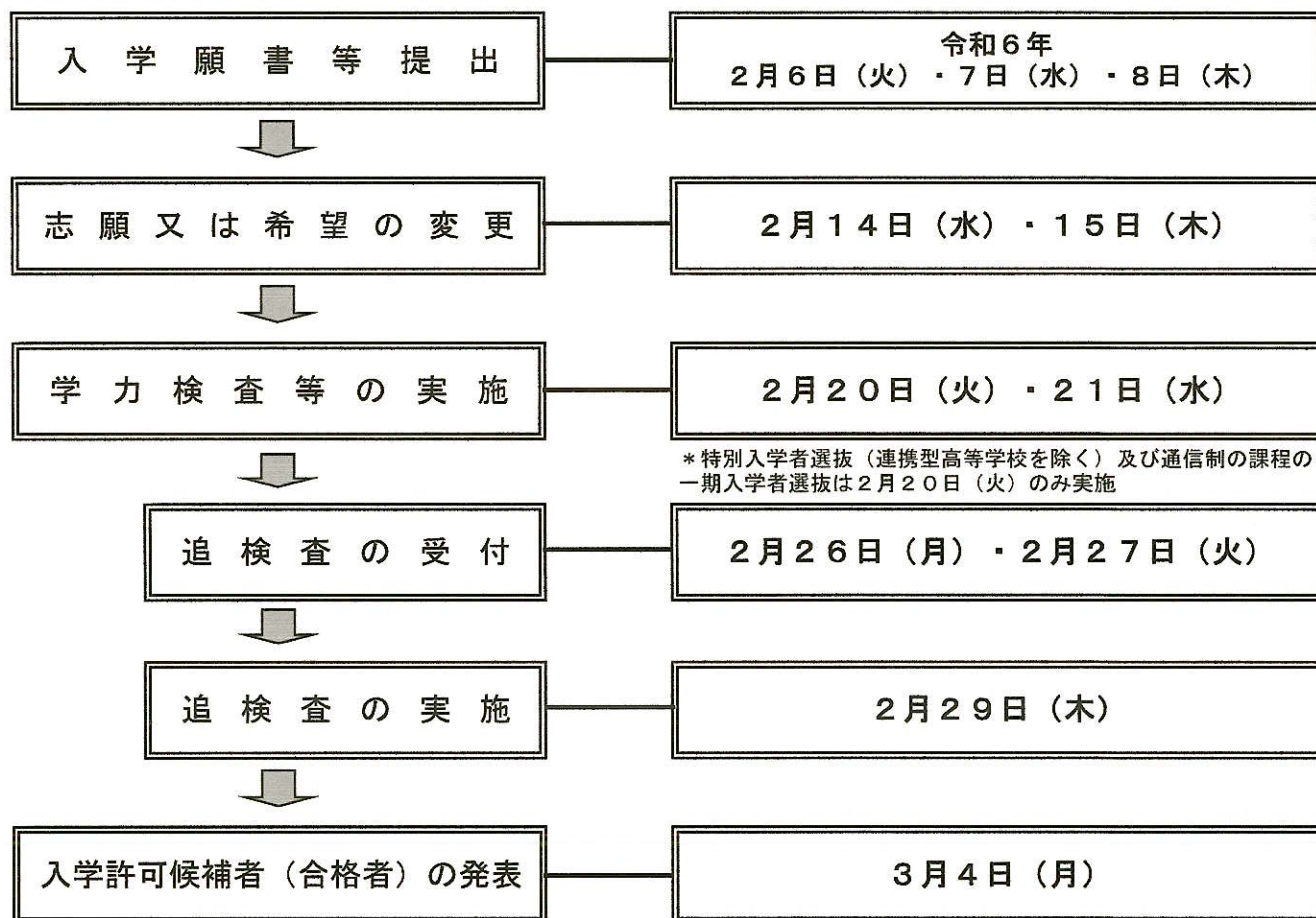 入学願書等提出
令和６年
２月６日（火）・７日（水）・８日（木）
志願又は希望の変更
２月１４日（水）・１５日（木）
学力検査等の実施
２月２０日（火）・２１日（水）
＊特別入学者選抜（連携型高等学校を除く）及び通信制の課程の
一期入学者選抜は２月２０日（火）のみ実施
追検査の受付
２月２６日（月）・２月２７日（火）
追検査の実施
２月２９日（木）
入学許可候補者（合格者）の発表
３月４日（月）